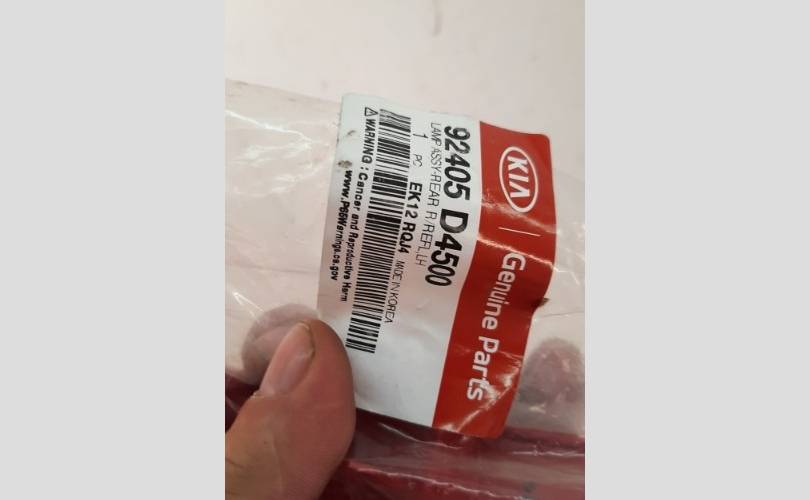 KIA | Genuine Parts
92405 D4500
LAMP ASSY-REAR R/REFL,LH
1 PC EK12 RQJ4 MADE IN KOREA
WARNING : Cancer and Reproductive Harm
www.P65Warnings.ca.gov